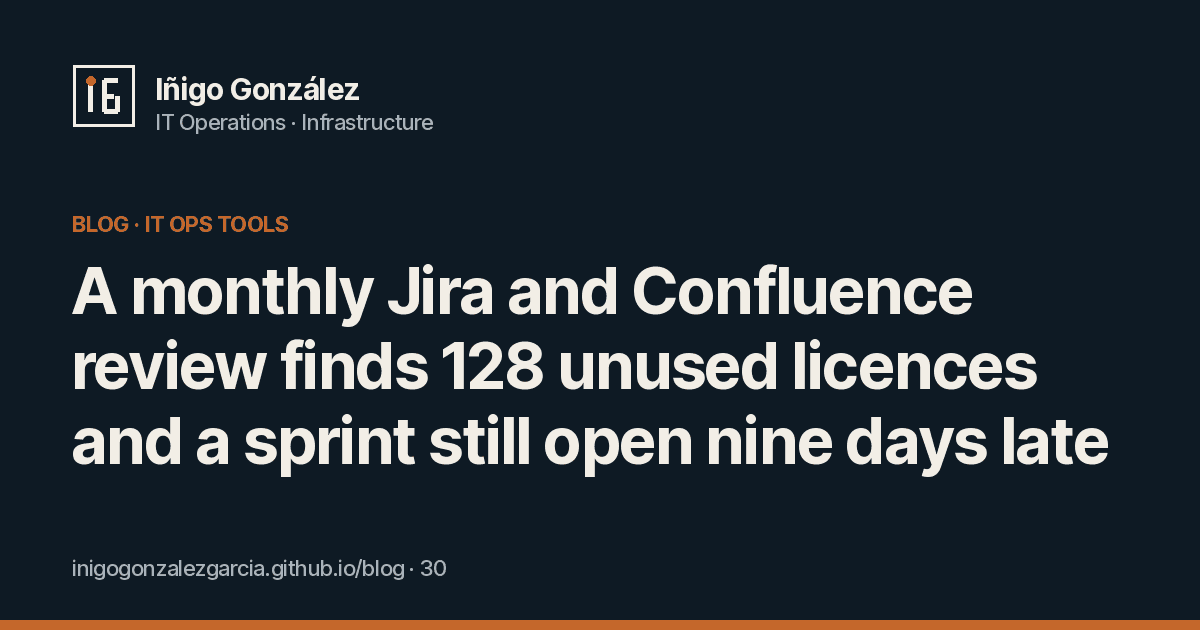 iG
Iñigo González
IT Operations · Infrastructure
BLOG · IT OPS TOOLS
A monthly Jira and Confluence
review finds 128 unused licences
and a sprint still open nine days late
inigogonzalezgarcia.github.io/blog · 30